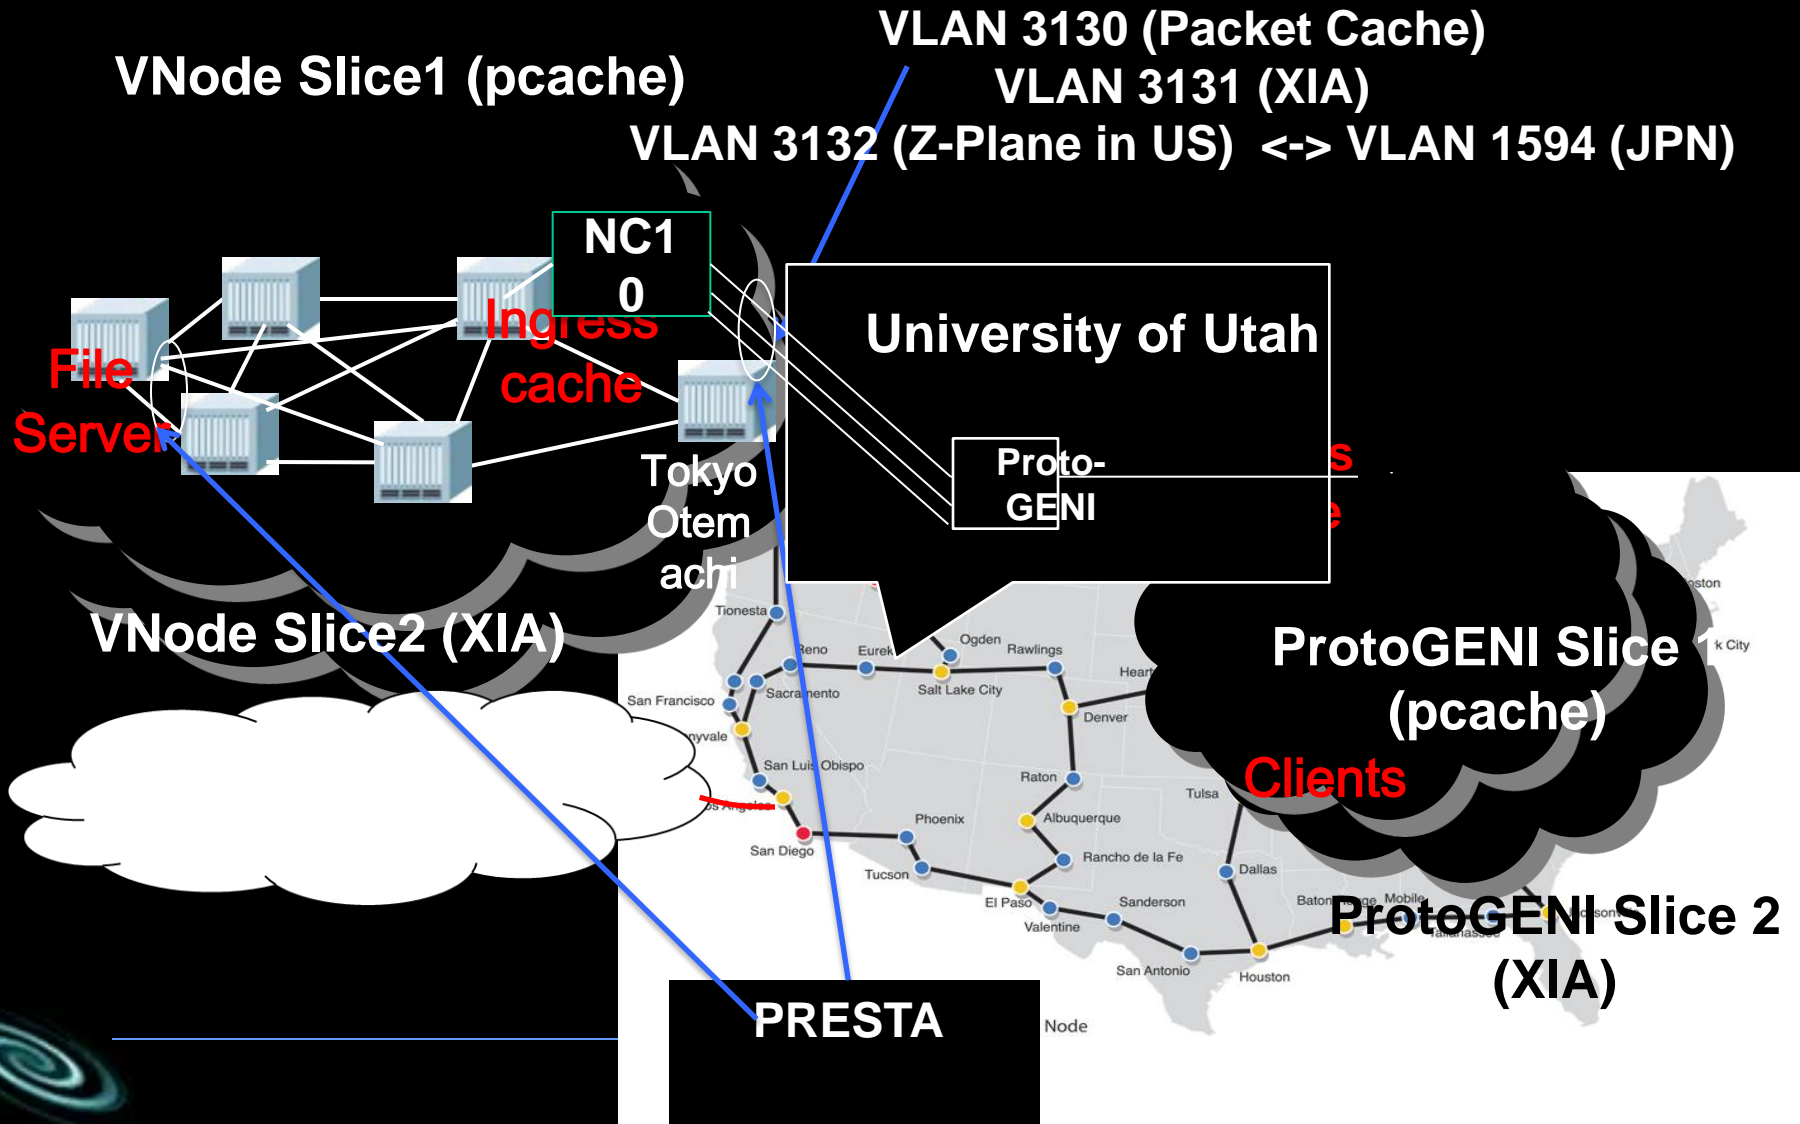 VLAN 3130 (Packet Cache)
VNode Slice1 (pcache)
VLAN 3131 (XIA)
VLAN 3132 (Z-Plane in US) <-> VLAN 1594 (JPN)
NC1
0
Ingress
cache
University of Utah
File
Server
Proto-
GENI
Tokyo
Otem
achi
VNode Slice2 (XIA)
ProtoGENI Slice 1
(pcache)
Clients
Tionesta
Reno
Ogden
Rawlings
Salt Lake City
Sacramento
San Francisco
Denver
San Luis Obispo
Raton
Tulsa
Albuquerque
Phoenix
San Diego
Rancho de la Fe
Tucson
Dallas
El Paso
Sanderson
Valentine
Mobile
San Antonio
Houston
ProtoGENI Slice 2
(XIA)
PRESTA
Node